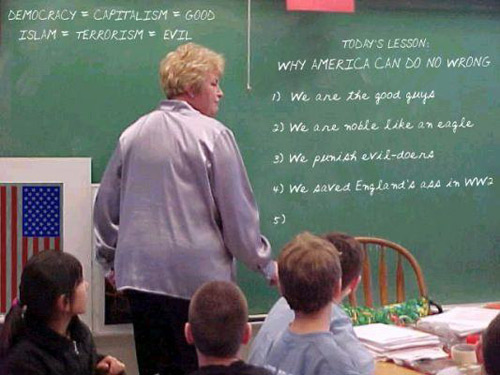 DEMOCRACY = CAPITALISM = GOOD
ISLAM = TERRORISM = EVIL
TODAY'S LESSON:
WHY AMERICA CAN DO NO WRONG
1) We are the good guys
2) We are noble like an eagle
3) We punish evil-doers
4) We saved England's ass in WW2
5)